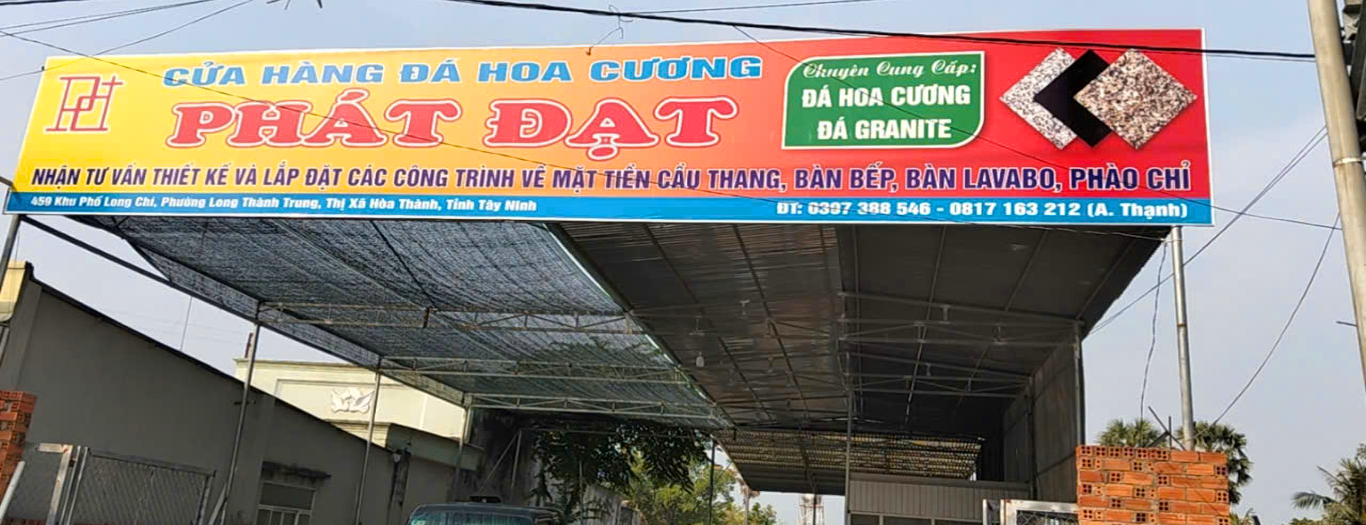 CỬA HÀNG ĐÁ HOA CƯƠNG
PHÁT ĐẠT
Chuyên Cung Cấp:
ĐÁ HOA CƯƠNG
ĐÁ GRANITE
NHẬN TƯ VẤN THIẾT KẾ VÀ LẮP ĐẶT CÁC CÔNG TRÌNH VỀ MẶT TIỀN CẦU THANG, BÀN BẾP, BÀN LAVABO, PHÀO CHỈ
459 Khu Phố Long Chí, Phường Long Thành Trung, Thị Xã Hòa Thành, Tỉnh Tây Ninh
ĐT: 0397 388 546 - 0817 163 212 (A. Thạnh)